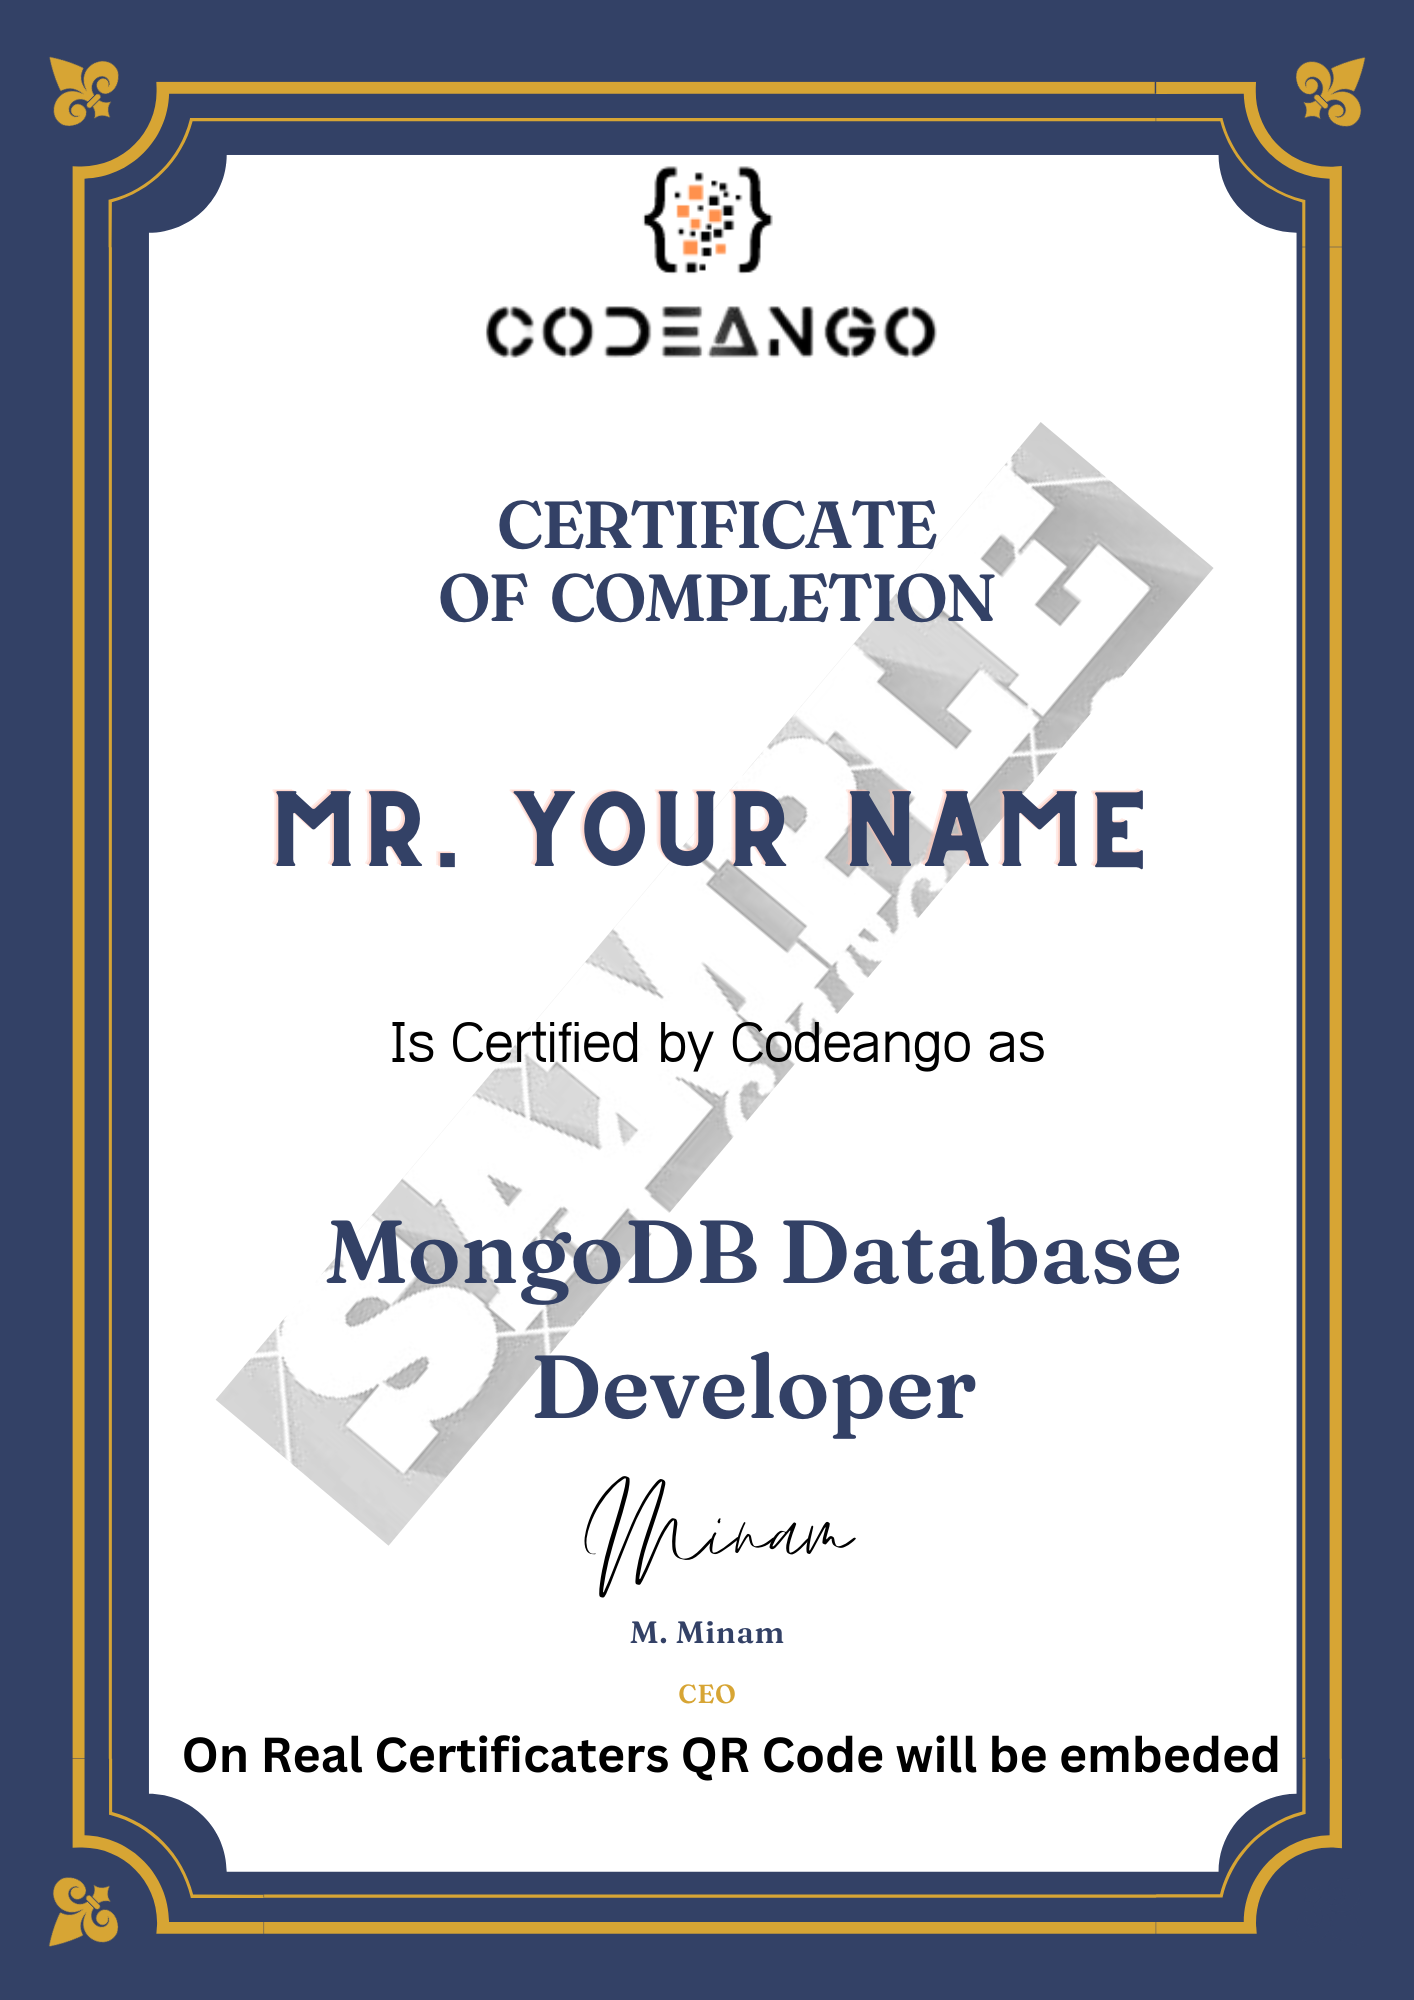 CODEANGO
CERTIFICATE
OF COMPLETION
MR. YOUR NAME
Is Certified by Codeango as
MongoDB Database
Developer
Minam
M. Minam
CEO
On Real Certificaters QR Code will be embeded
SAMPLE